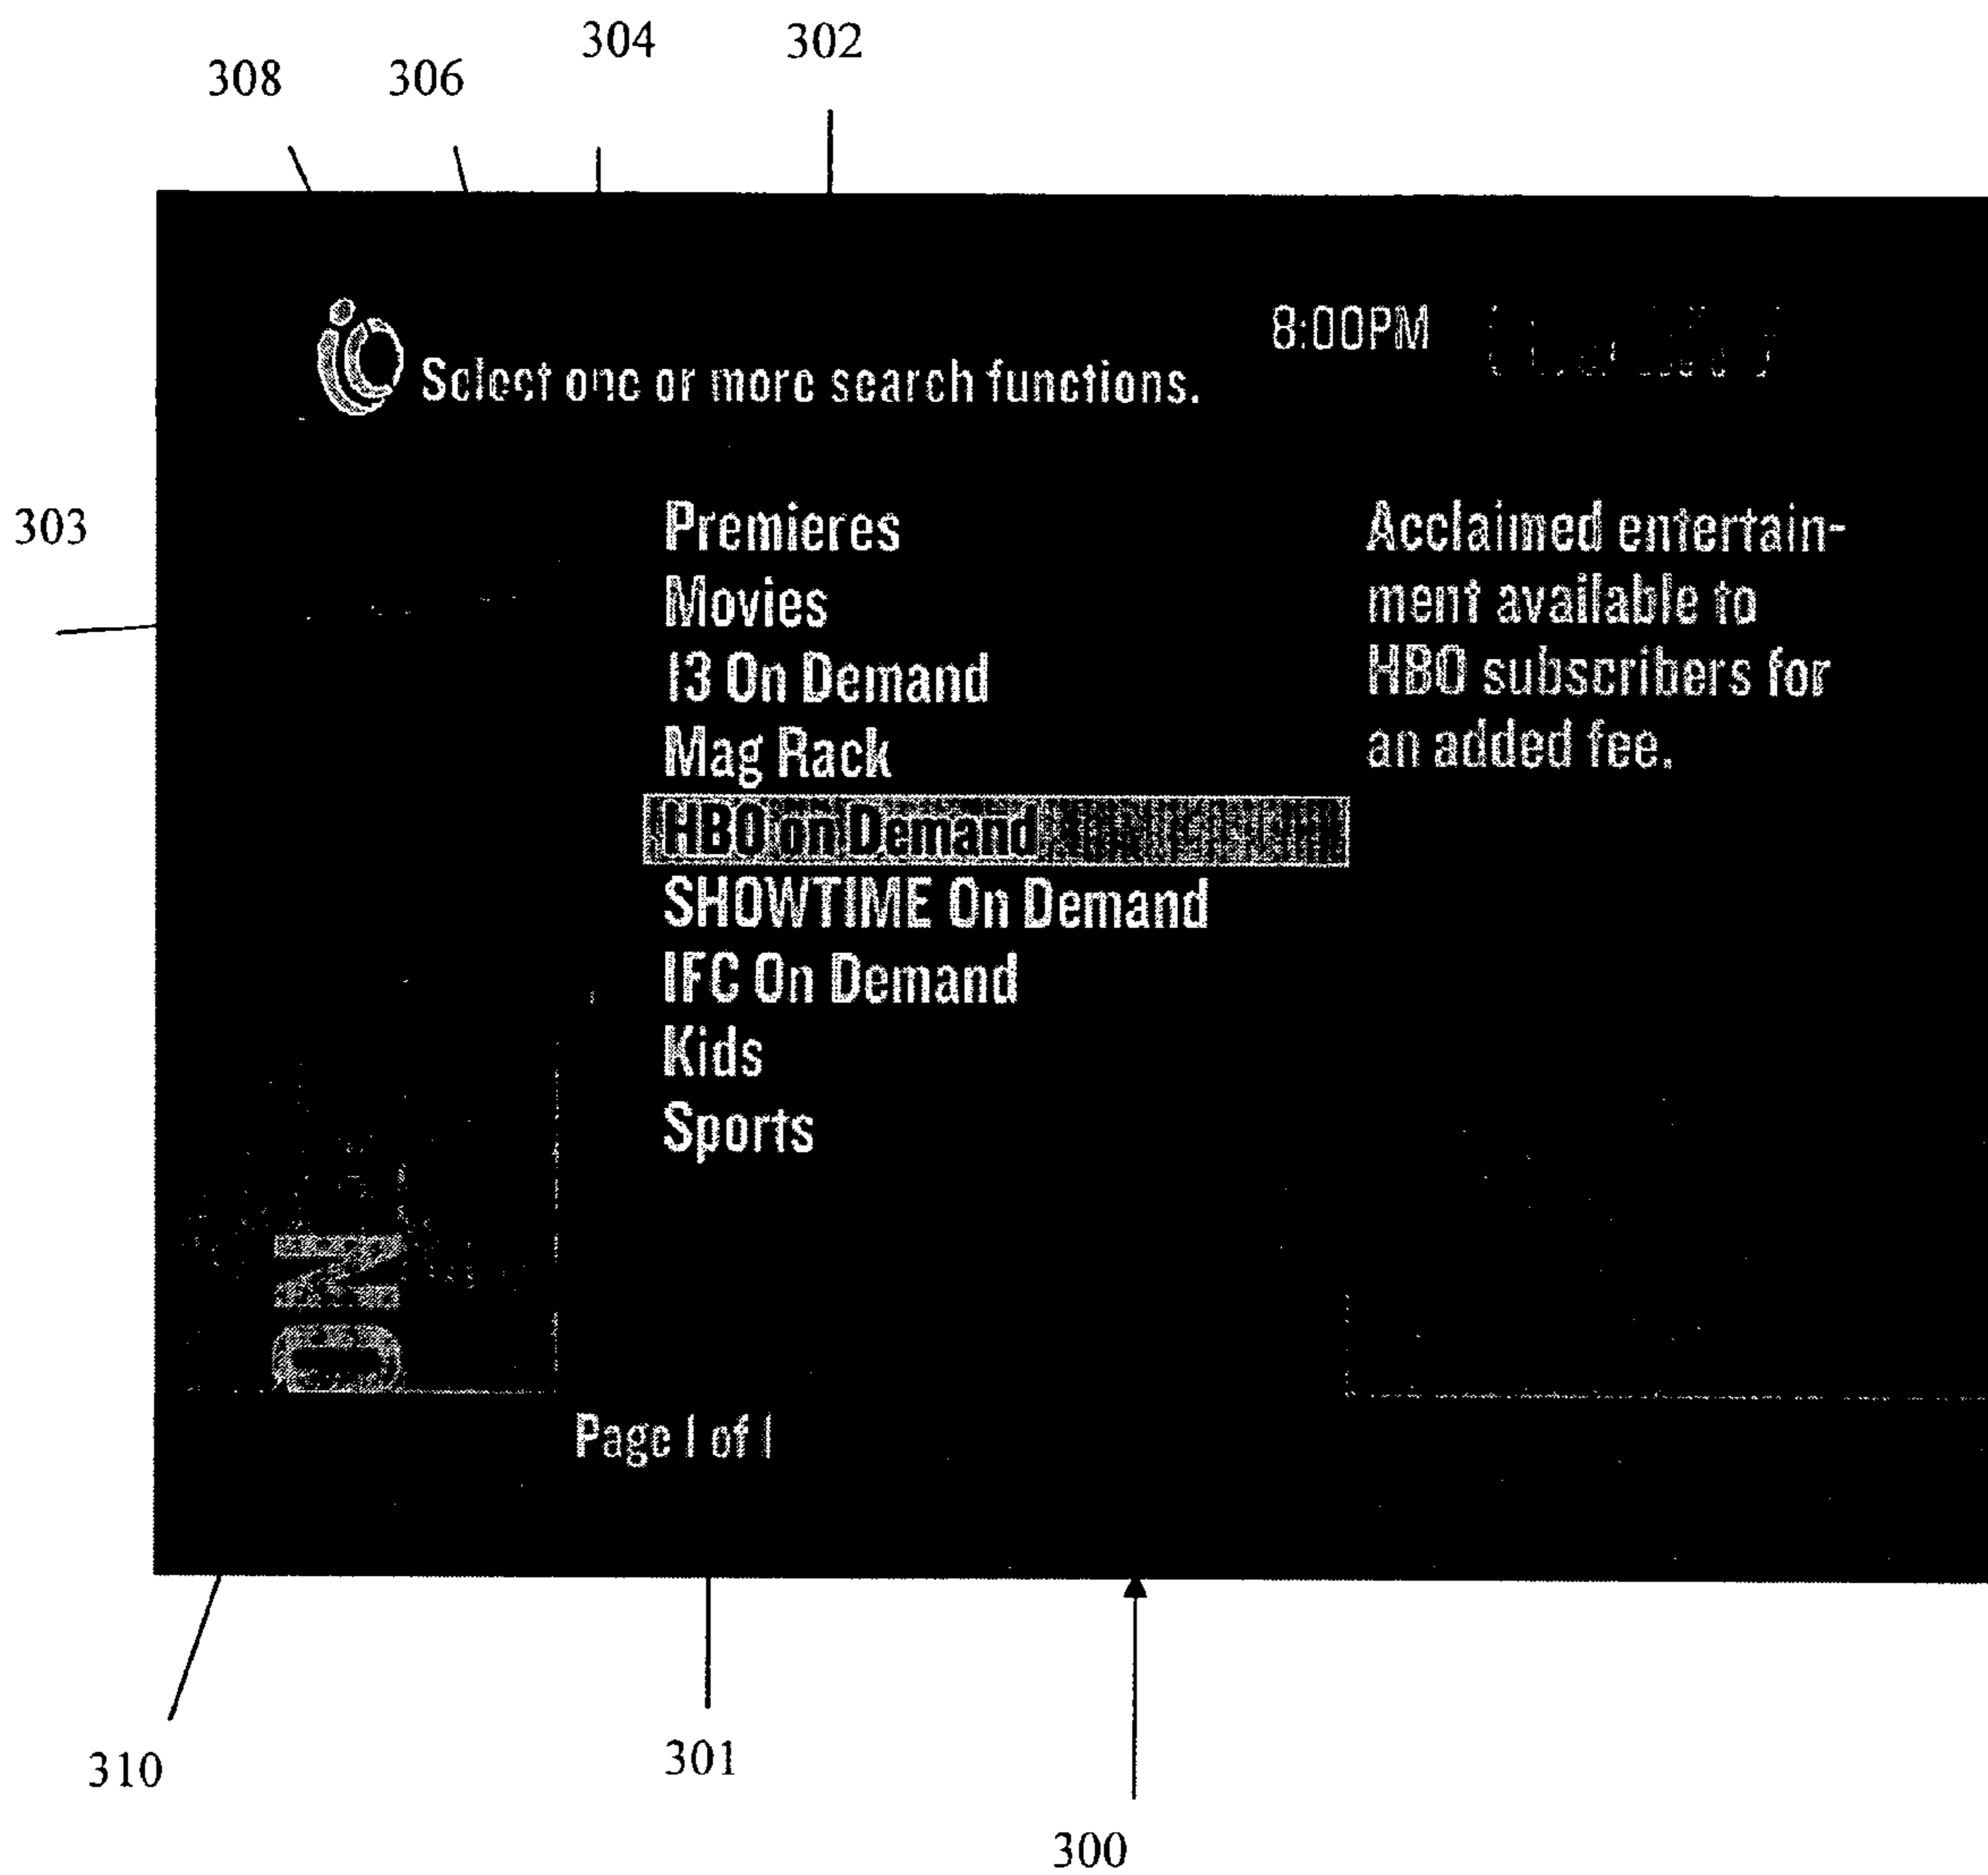 304
302
308
306
iO
8:00PM
Select one or more search functions.
303
Premieres
Movies
13 On Demand
Mag Rack
HBO on Demand
SHOWTIME On Demand
IFC On Demand
Kids
Sports
Acclaimed entertain-
ment available to
HBO subscribers for
an added fee.
Page 1 of 1
310
301
300